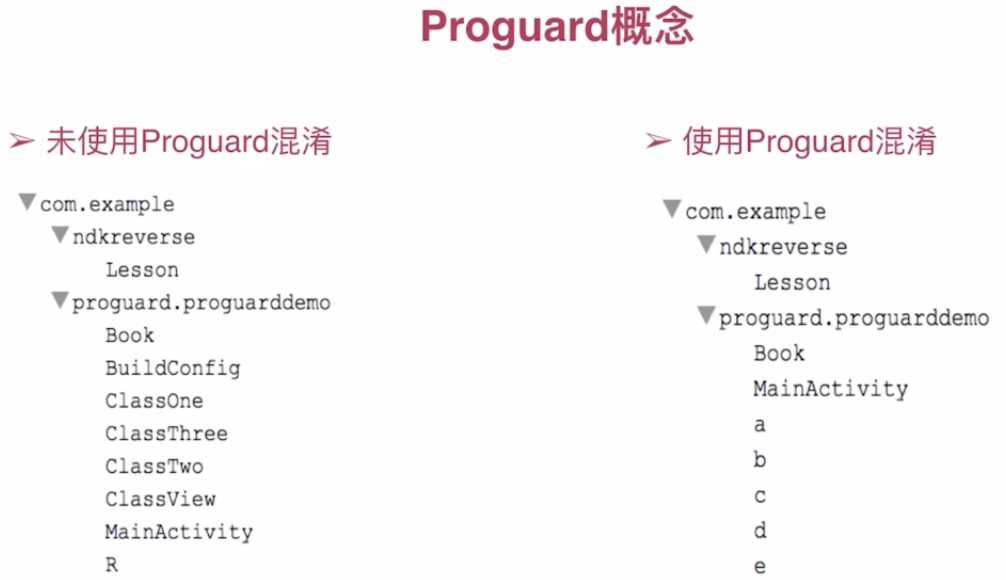 Proguard概念
➢ 未使用Proguard混淆
com.example
ndkreverse
Lesson
proguard.proguarddemo
Book
BuildConfig
ClassOne
ClassThree
ClassTwo
ClassView
MainActivity
R
➢ 使用Proguard混淆
com.example
ndkreverse
Lesson
proguard.proguarddemo
Book
MainActivity
a
b
c
d
e